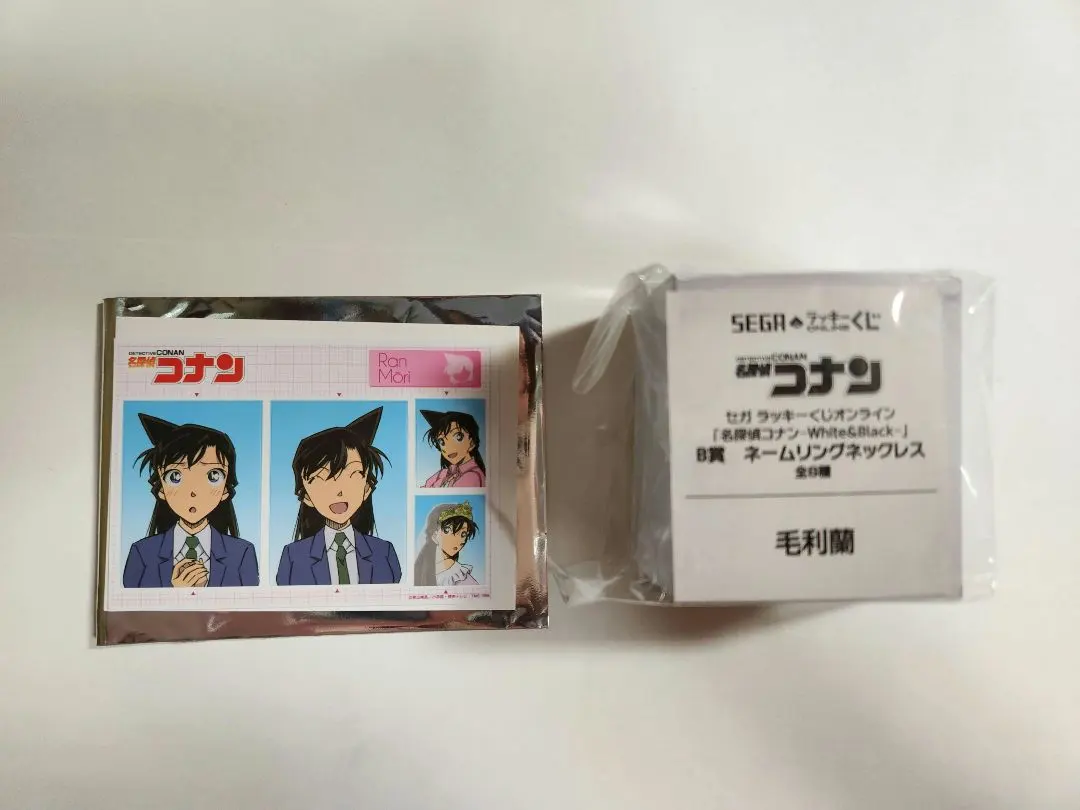 DETECTIVE CONAN
名探偵コナン
Ran
Mōri
SEGA ラッキーくじ
DETECTIVE CONAN
名探偵コナン
セガ ラッキーくじオンライン
「名探偵コナン-White&Black-」
B賞 ネームリングネックレス
全8種
毛利蘭